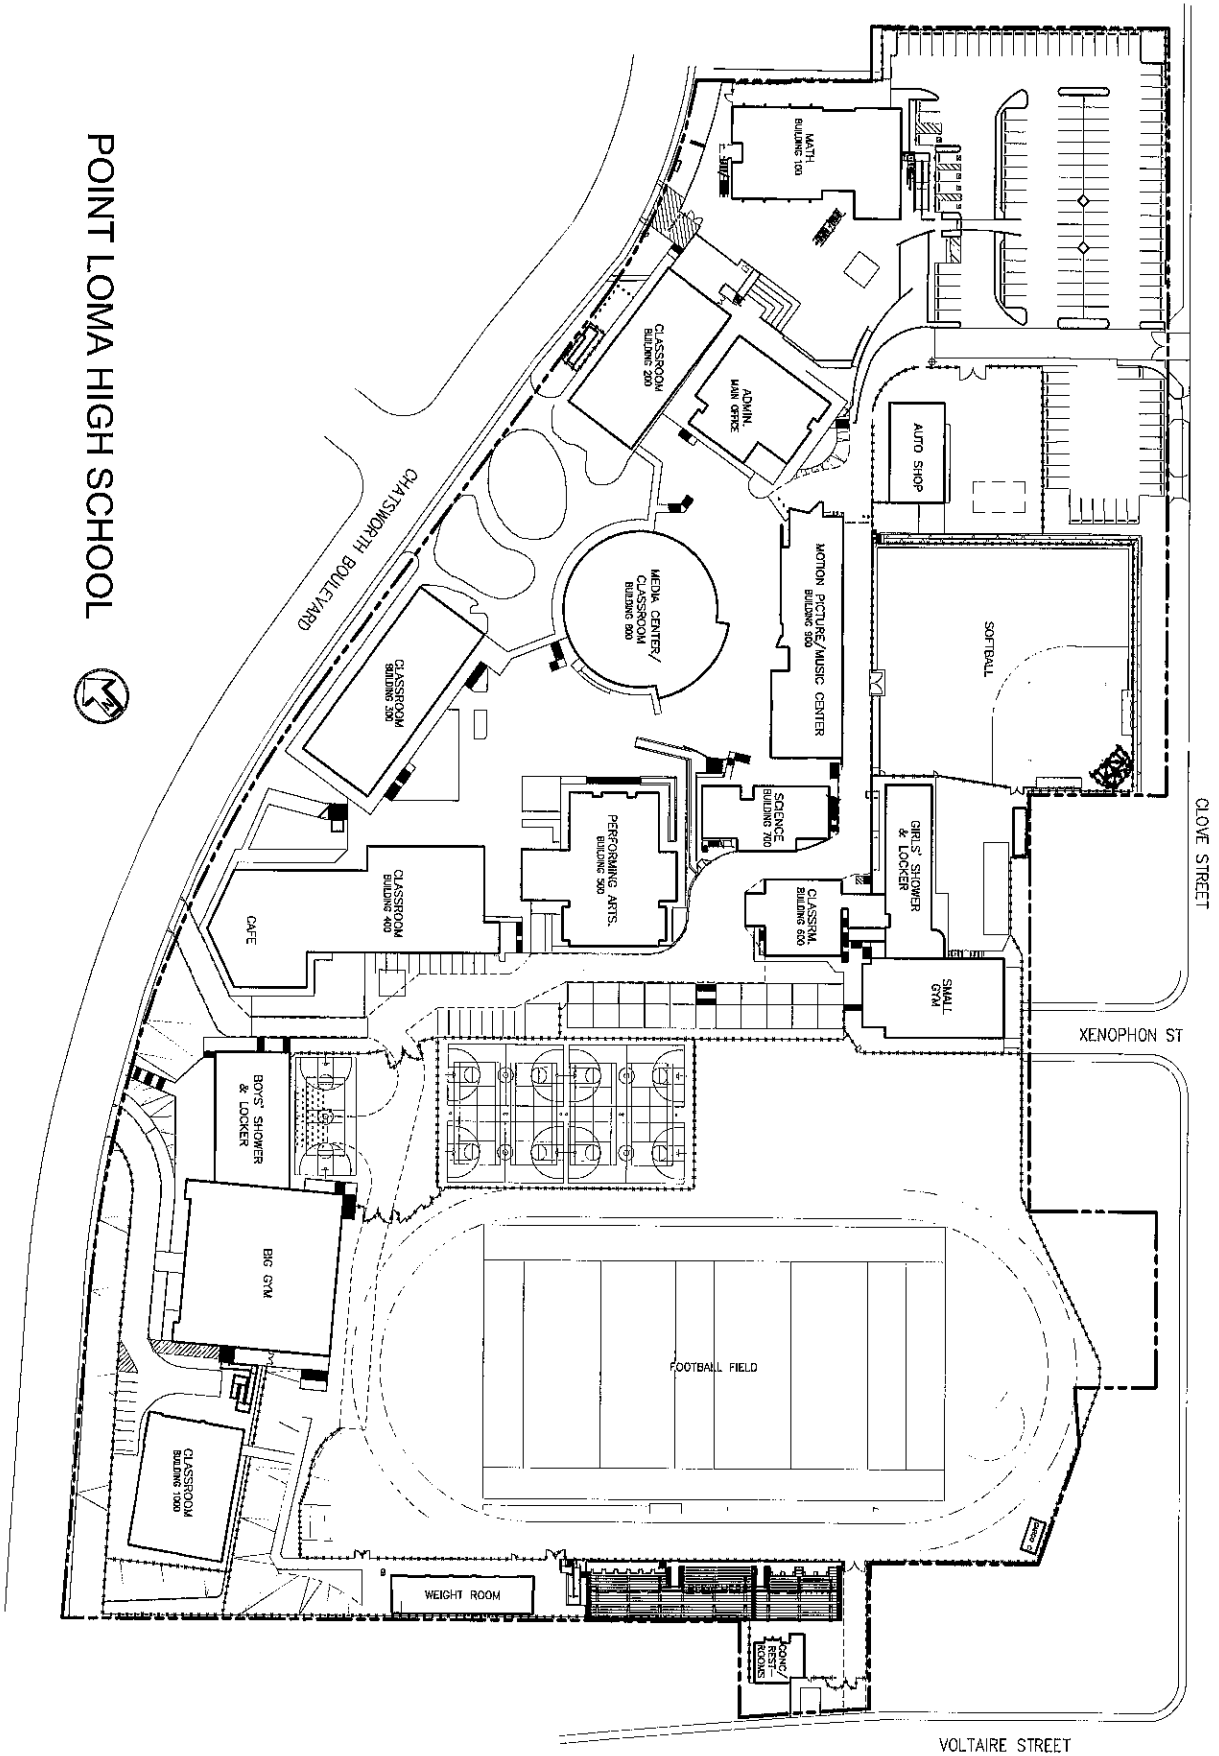 POINT LOMA HIGH SCHOOL
N
CHATSWORTH BOULEVARD
MATH
BUILDING 100
CLASSROOM
BUILDING 200
ADMIN.
MAIN OFFICE
AUTO SHOP
MOTION PICTURE/MUSIC CENTER
BUILDING 900
MEDIA CENTER/
CLASSROOM
BUILDING 800
SOFTBALL
CLASSROOM
BUILDING 300
SCIENCE
BUILDING 700
GIRLS' SHOWER
& LOCKER
CLOVE STREET
PERFORMING ARTS.
BUILDING 500
CLASSROOM
BUILDING 400
CAFE
CLASSRM.
BUILDING 600
SMALL
GYM
XENOPHON ST
BOYS' SHOWER
& LOCKER
BIG GYM
FOOTBALL FIELD
CLASSROOM
BUILDING 1000
WEIGHT ROOM
CONC/
REST-
ROOMS
VOLTAIRE STREET